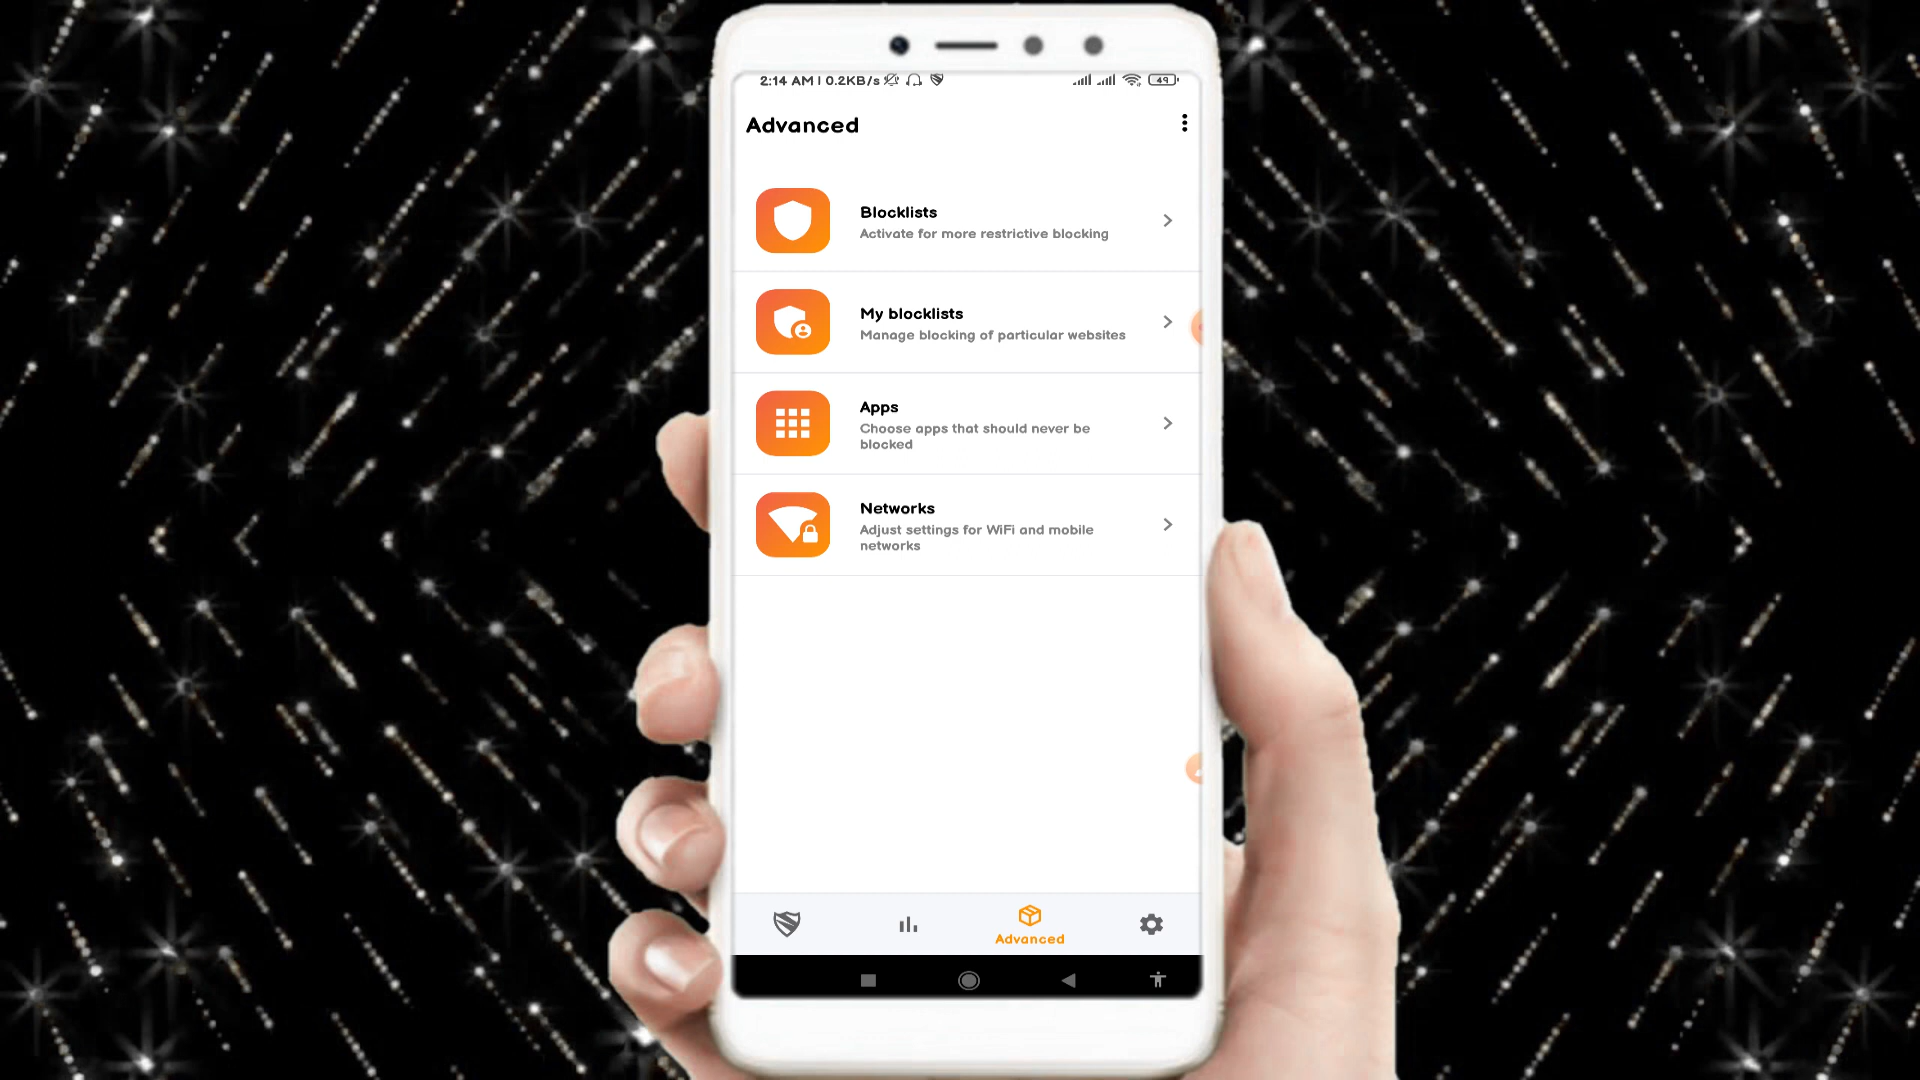 2:14 AM | 0.2KB/s 49
Advanced
Blocklists
Activate for more restrictive blocking
My blocklists
Manage blocking of particular websites
Apps
Choose apps that should never be
blocked
Networks
Adjust settings for WiFi and mobile
networks
Advanced